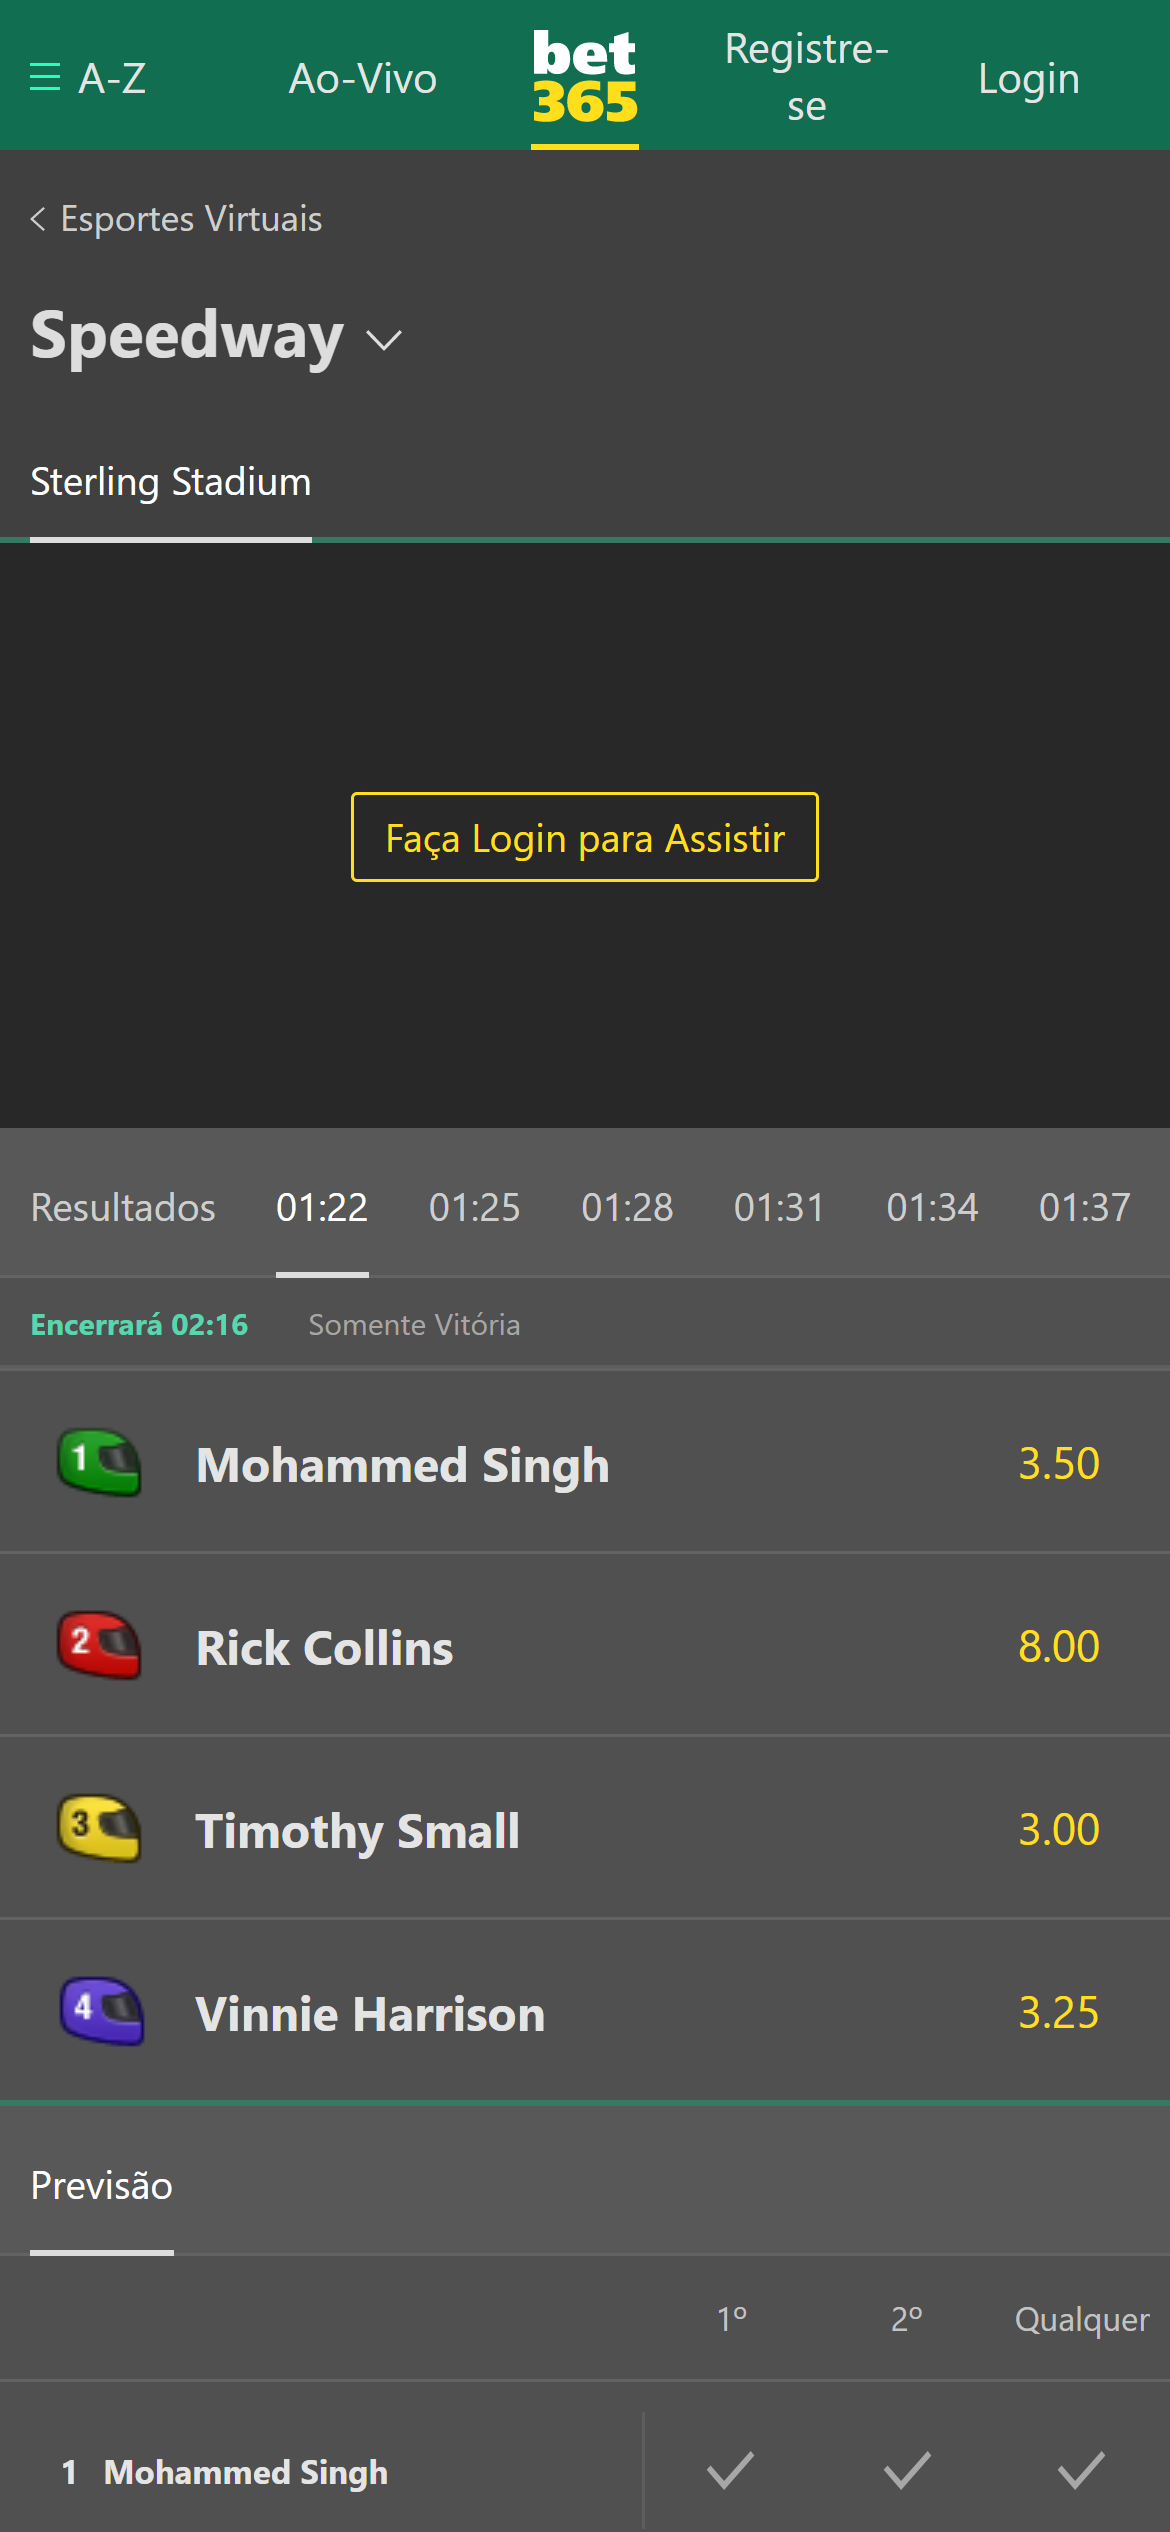 A-Z
Ao-Vivo
bet
365
Registre-
se
Login
Esportes Virtuais
Speedway
Sterling Stadium
Faça Login para Assistir
Resultados 01:22 01:25 01:28 01:31 01:34 01:37
Encerrará 02:16 Somente Vitória
1 Mohammed Singh 3.50
2 Rick Collins 8.00
3 Timothy Small 3.00
4 Vinnie Harrison 3.25
Previsão
1º 2º Qualquer
1 Mohammed Singh